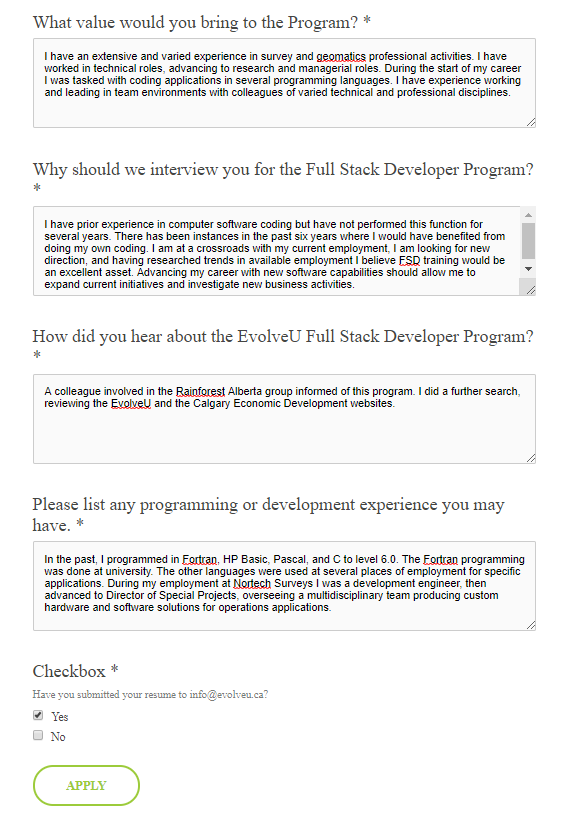 What value would you bring to the Program? *
I have an extensive and varied experience in survey and geomatics professional activities. I have
worked in technical roles, advancing to research and managerial roles. During the start of my career
I was tasked with coding applications in several programming languages. I have experience working
and leading in team environments with colleagues of varied technical and professional disciplines.
Why should we interview you for the Full Stack Developer Program?
*
I have prior experience in computer software coding but have not performed this function for
several years. There has been instances in the past six years where I would have benefited from
doing my own coding. I am at a crossroads with my current employment, I am looking for new
direction, and having researched trends in available employment I believe FSD training would be
an excellent asset. Advancing my career with new software capabilities should allow me to
expand current initiatives and investigate new business activities.
How did you hear about the EvolveU Full Stack Developer Program?
*
A colleague involved in the Rainforest Alberta group informed of this program. I did a further search,
reviewing the EvolveU and the Calgary Economic Development websites.
Please list any programming or development experience you may
have. *
In the past, I programmed in Fortran, HP Basic, Pascal, and C to level 6.0. The Fortran programming
was done at university. The other languages were used at several places of employment for specific
applications. During my employment at Nortech Surveys I was a development engineer, then
advanced to Director of Special Projects, overseeing a multidisciplinary team producing custom
hardware and software solutions for operations applications.
Checkbox *
Have you submitted your resume to info@evolveu.ca?
Yes
No
APPLY